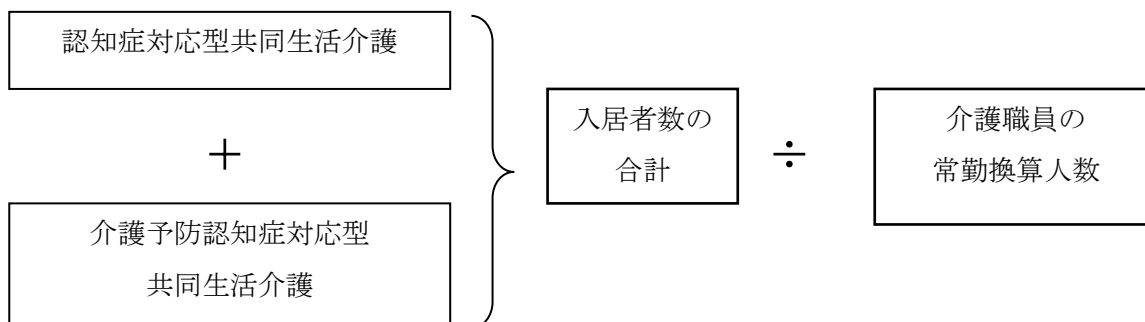 認知症対応型共同生活介護
＋
介護予防認知症対応型
共同生活介護
入居者数の
合計
÷
介護職員の
常勤換算人数